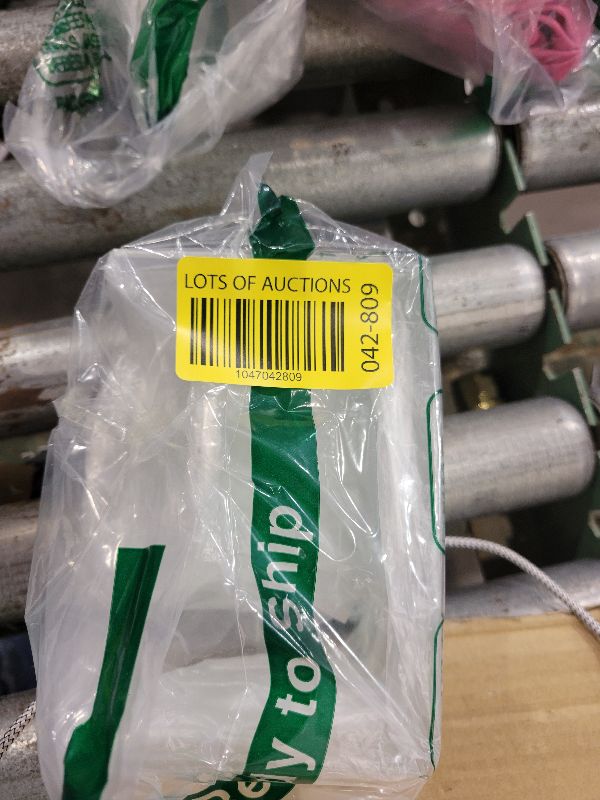 LOTS OF AUCTIONS
1047042809
042-809
to Ship